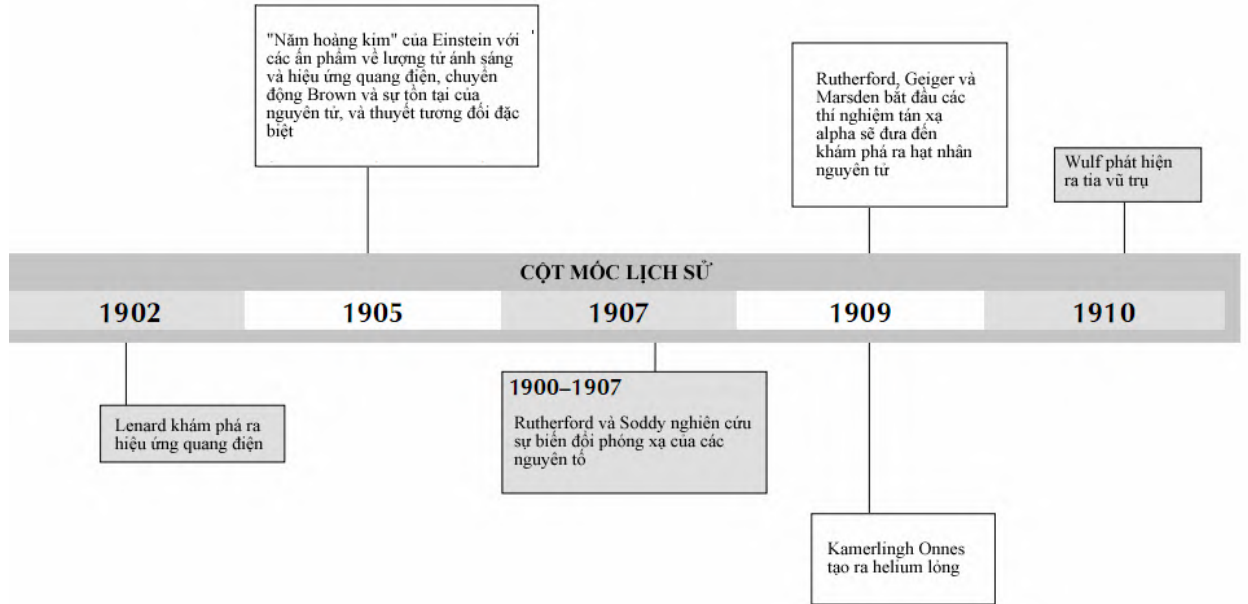 "Năm hoàng kim" của Einstein với
các ấn phẩm về lượng tử ánh sáng
và hiệu ứng quang điện, chuyển
động Brown và sự tồn tại của
nguyên tử, và thuyết tương đối đặc
biệt
Rutherford, Geiger và
Marsden bắt đầu các
thí nghiệm tán xạ
alpha sẽ đưa đến
khám phá ra hạt nhân
nguyên tử
Wulf phát hiện
ra tia vũ trụ
CỘT MỐC LỊCH SỬ
1902 1905 1907 1909 1910
Lenard khám phá ra
hiệu ứng quang điện
1900–1907
Rutherford và Soddy nghiên cứu
sự biến đổi phóng xạ của các
nguyên tố
Kamerlingh Onnes
tạo ra helium lỏng